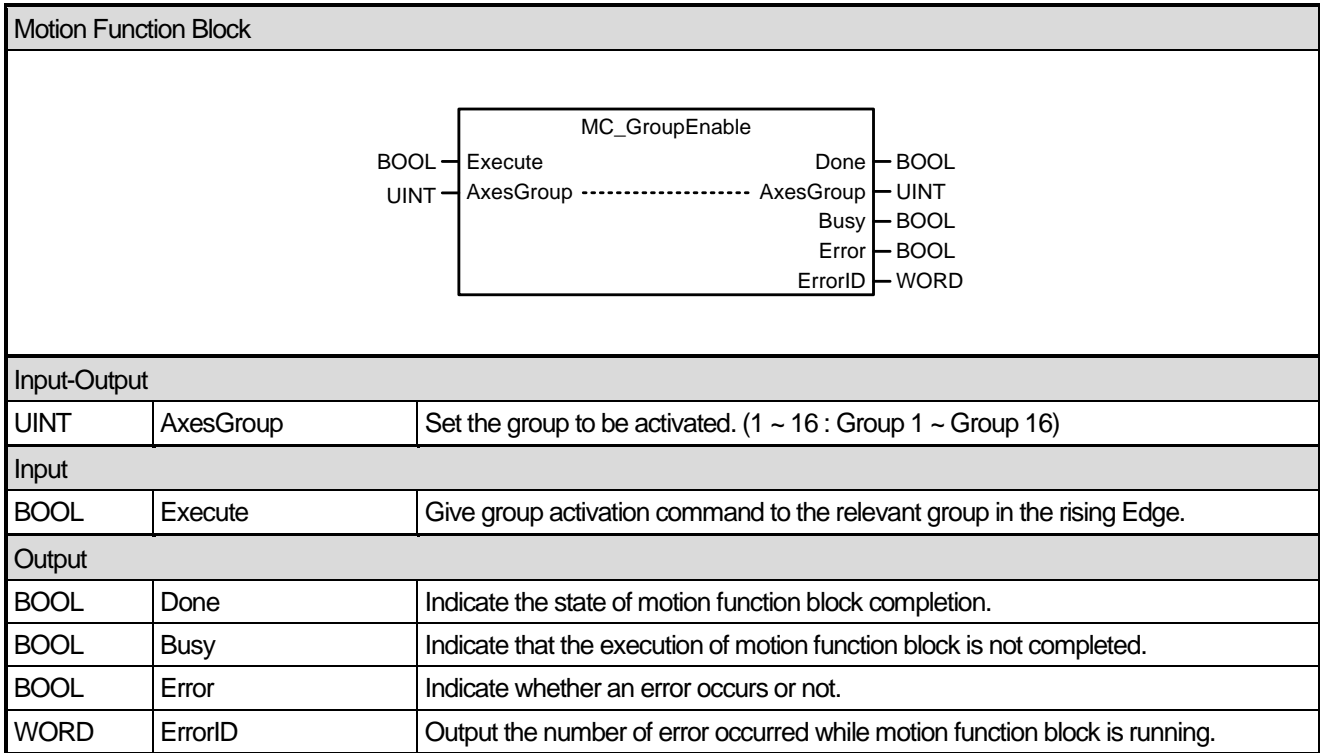 Motion Function Block
MC_GroupEnable
BOOL Execute Done BOOL
UINT AxesGroup AxesGroup UINT
Busy BOOL
Error BOOL
ErrorID WORD
Input-Output
UINT AxesGroup Set the group to be activated. (1 ~ 16 : Group 1 ~ Group 16)
Input
BOOL Execute Give group activation command to the relevant group in the rising Edge.
Output
BOOL Done Indicate the state of motion function block completion.
BOOL Busy Indicate that the execution of motion function block is not completed.
BOOL Error Indicate whether an error occurs or not.
WORD ErrorID Output the number of error occurred while motion function block is running.